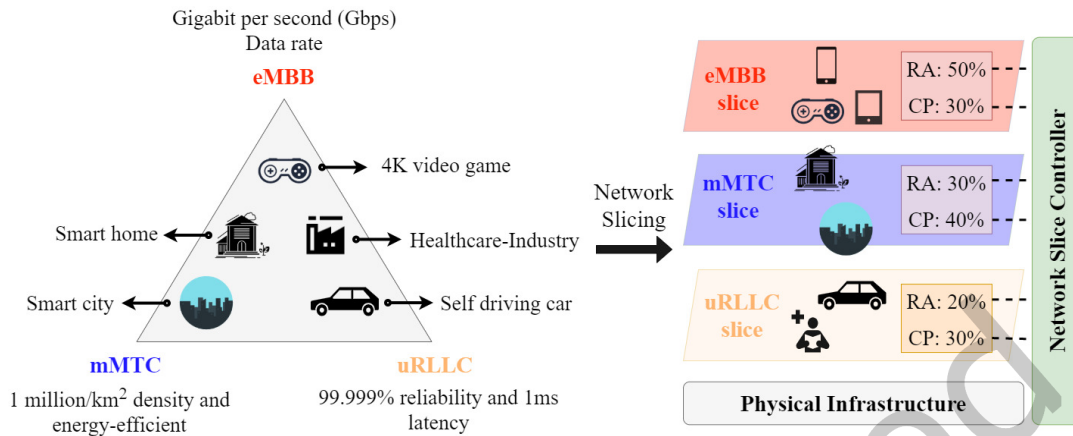 Gigabit per second (Gbps)
Data rate
eMBB
4K video game
Smart home
Healthcare-Industry
Smart city
Self driving car
mMTC
1 million/km² density and
energy-efficient
uRLLC
99.999% reliability and 1ms
latency
Network
Slicing
eMBB
slice
RA: 50%
CP: 30%
mMTC
slice
RA: 30%
CP: 40%
uRLLC
slice
RA: 20%
CP: 30%
Physical Infrastructure
Network Slice Controller